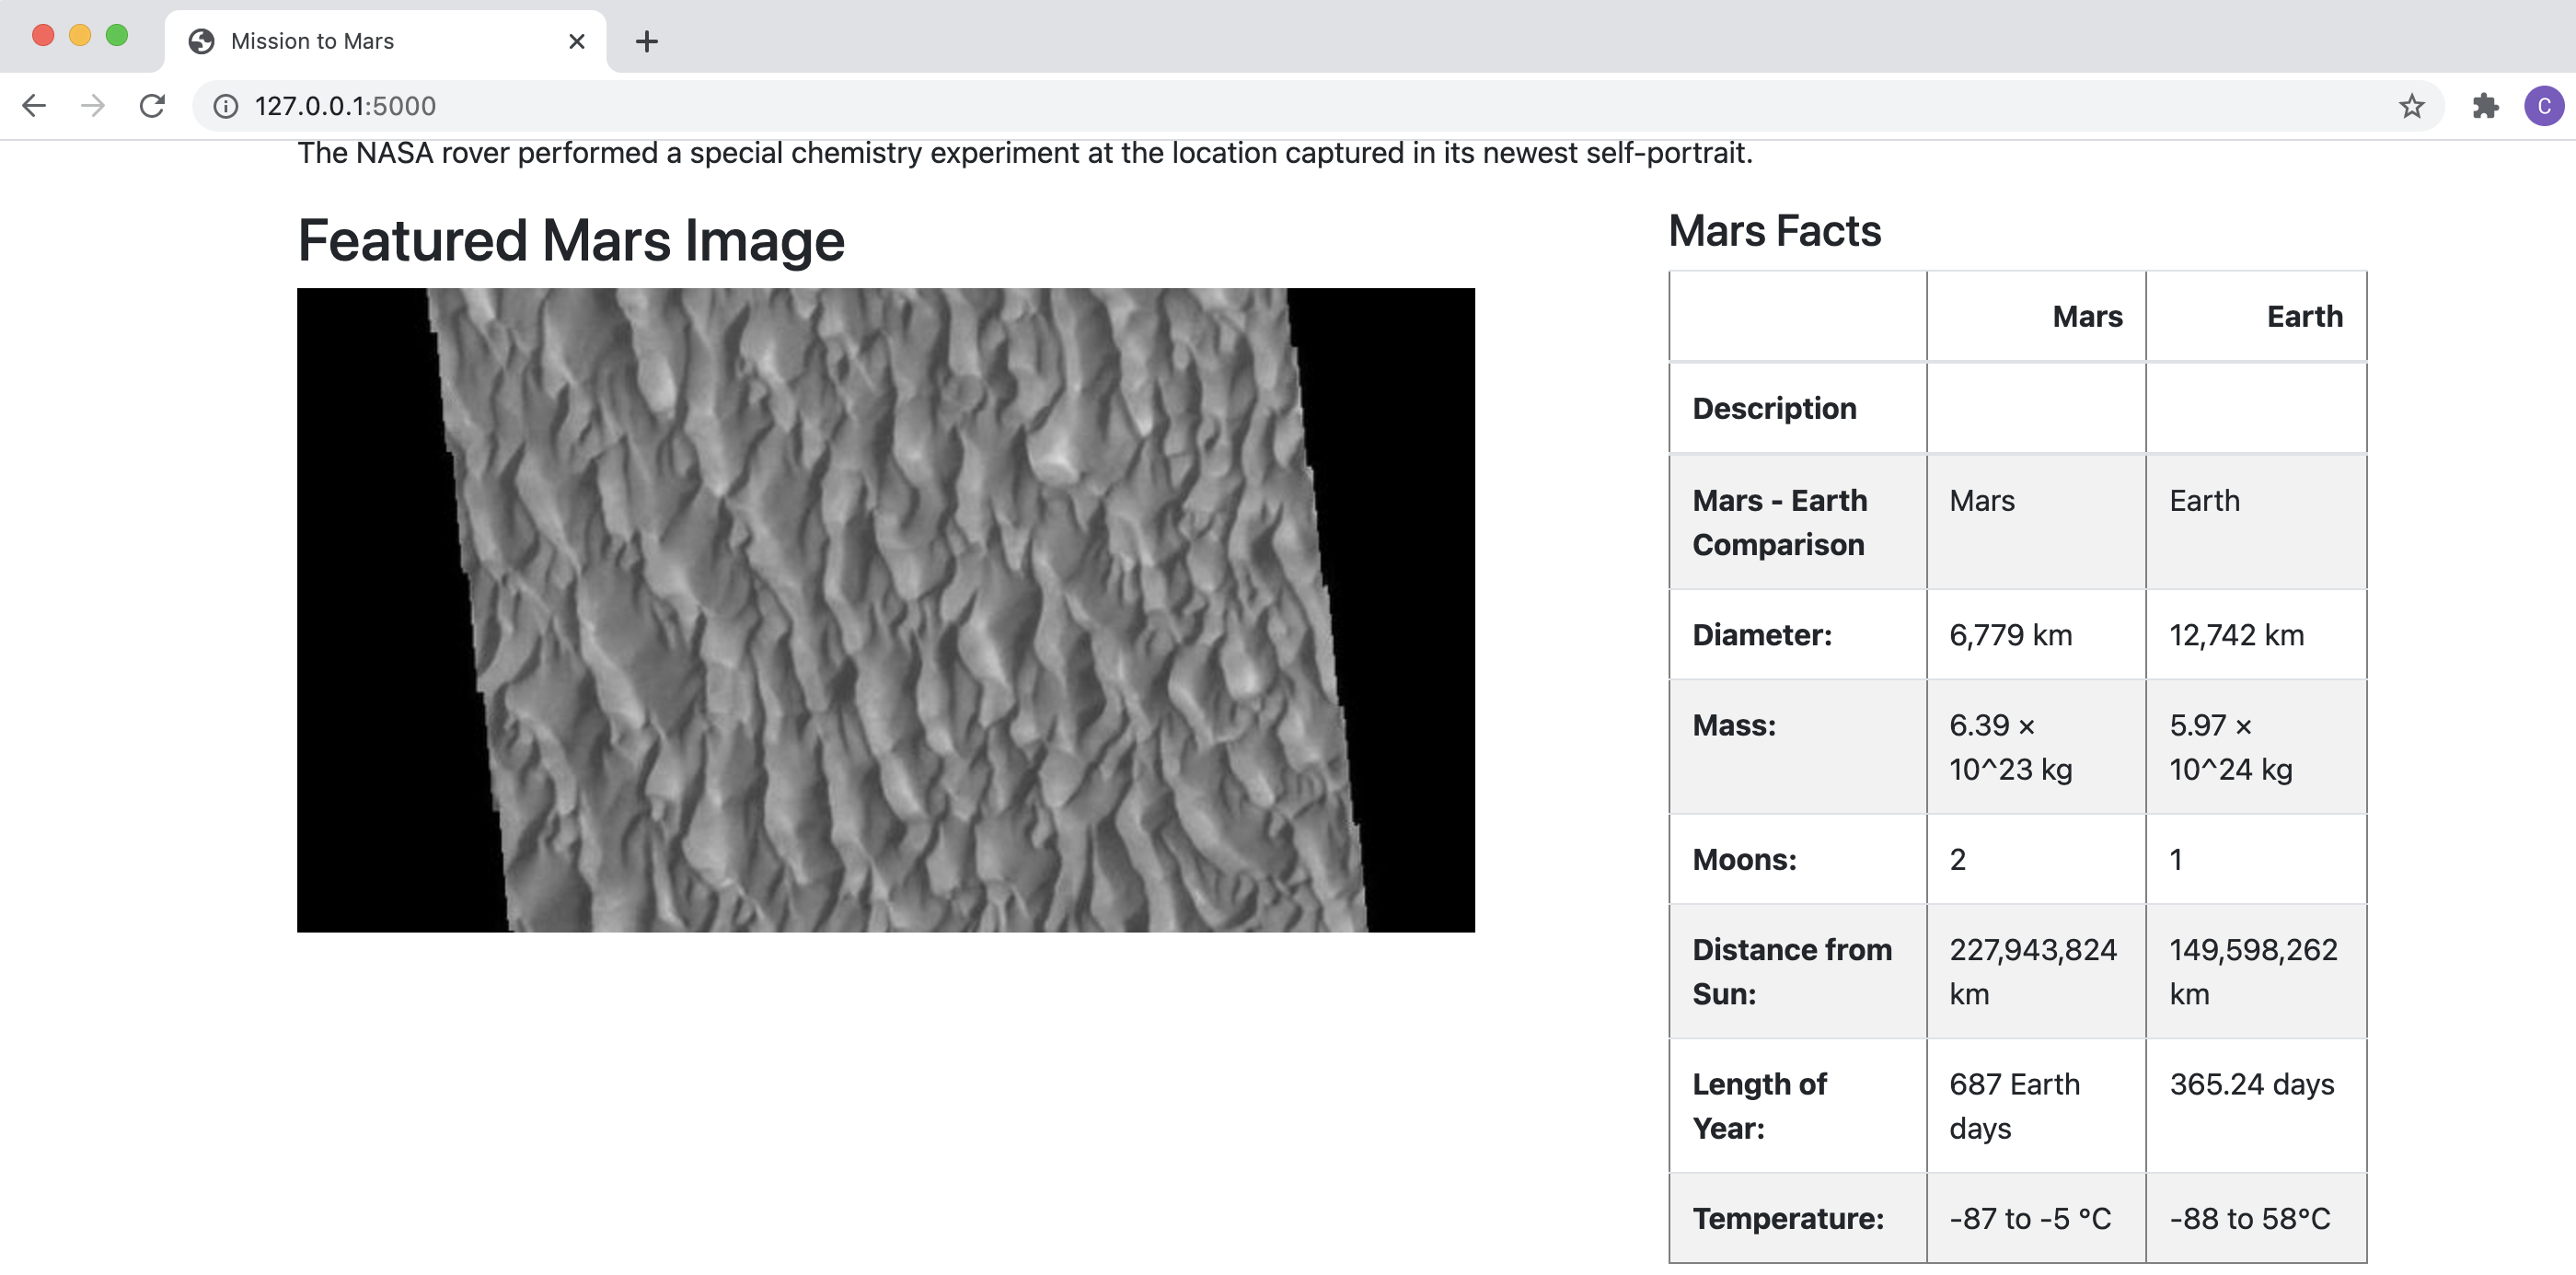 Mission to Mars
127.0.0.1:5000
C
The NASA rover performed a special chemistry experiment at the location captured in its newest self-portrait.
Featured Mars Image
Mars Facts
Mars Earth
Description
Mars - Earth Comparison Mars Earth
Diameter: 6,779 km 12,742 km
Mass: 6.39 × 10^23 kg 5.97 × 10^24 kg
Moons: 2 1
Distance from Sun: 227,943,824 km 149,598,262 km
Length of Year: 687 Earth days 365.24 days
Temperature: -87 to -5 °C -88 to 58°C